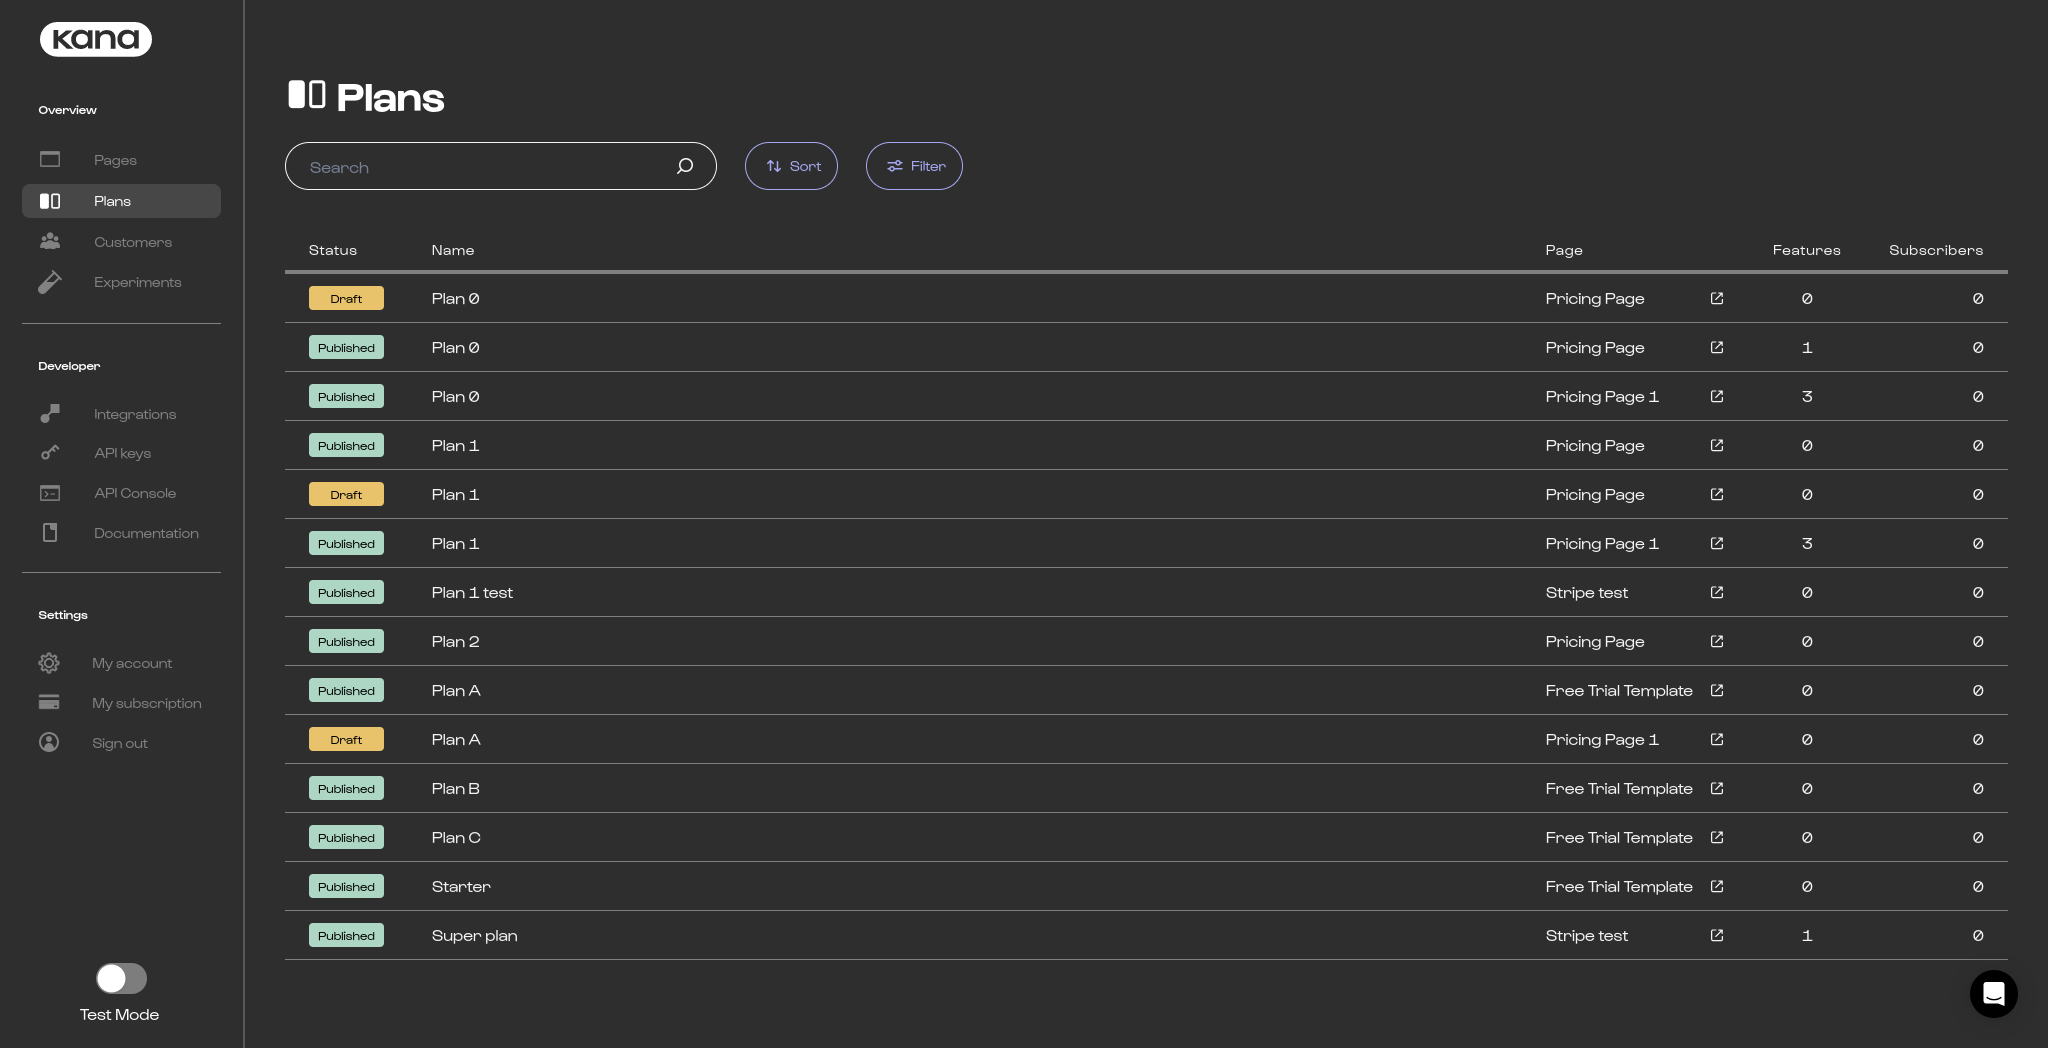 kana
Overview
Pages
Plans
Customers
Experiments
Developer
Integrations
API keys
API Console
Documentation
Settings
My account
My subscription
Sign out
Test Mode
Plans
Search
Sort
Filter
Status Name Page Features Subscribers
Draft Plan 0 Pricing Page 0 0
Published Plan 0 Pricing Page 1 0
Published Plan 0 Pricing Page 1 3 0
Published Plan 1 Pricing Page 0 0
Draft Plan 1 Pricing Page 0 0
Published Plan 1 Pricing Page 1 3 0
Published Plan 1 test Stripe test 0 0
Published Plan 2 Pricing Page 0 0
Published Plan A Free Trial Template 0 0
Draft Plan A Pricing Page 1 0 0
Published Plan B Free Trial Template 0 0
Published Plan C Free Trial Template 0 0
Published Starter Free Trial Template 0 0
Published Super plan Stripe test 1 0